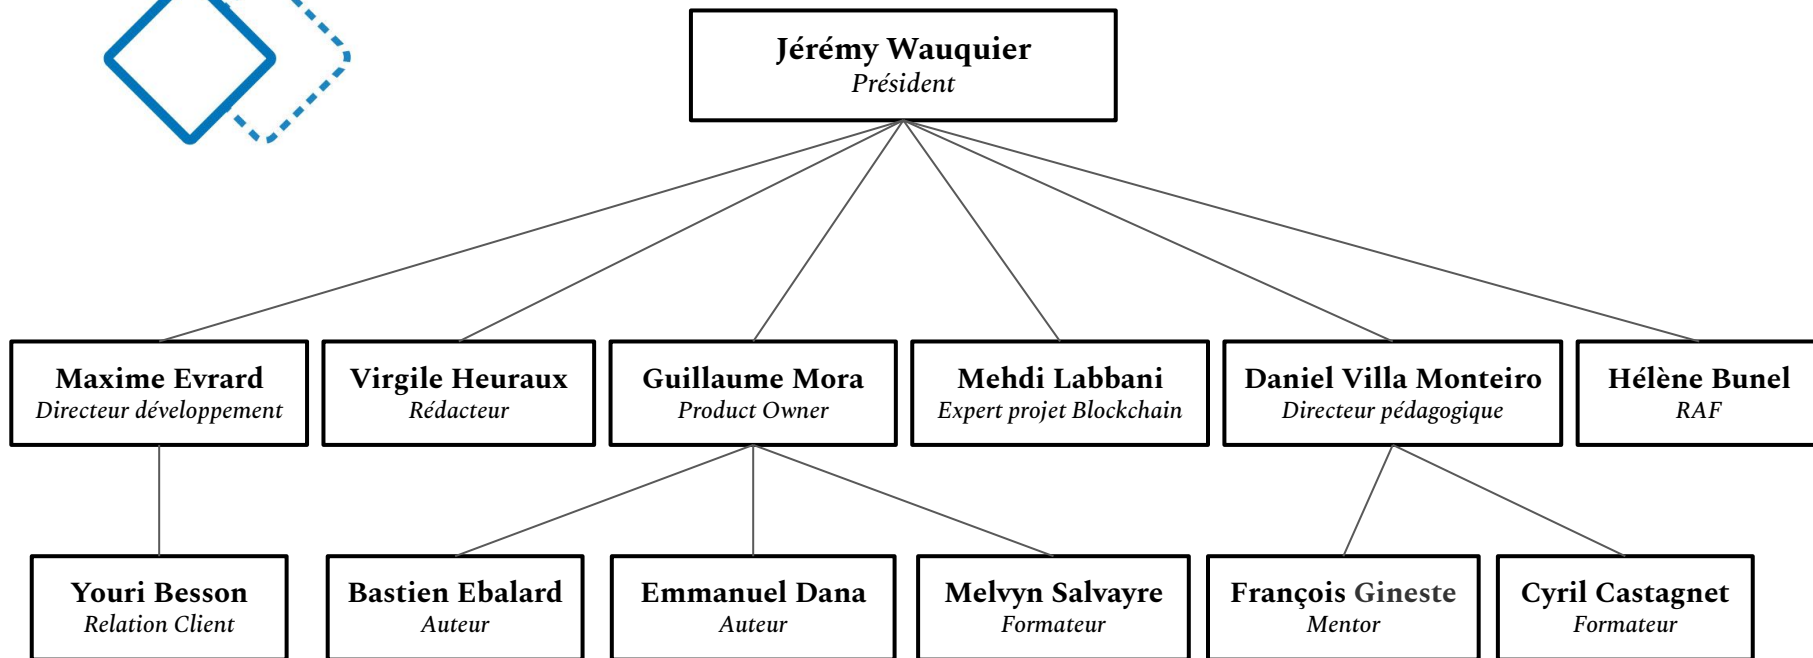 Jérémy Wauquier
Président
Maxime Evrard
Directeur développement
Virgile Heuraux
Rédacteur
Guillaume Mora
Product Owner
Mehdi Labbani
Expert projet Blockchain
Daniel Villa Monteiro
Directeur pédagogique
Hélène Bunel
RAF
Youri Besson
Relation Client
Bastien Ebalard
Auteur
Emmanuel Dana
Auteur
Melvyn Salvayre
Formateur
François Gineste
Mentor
Cyril Castagnet
Formateur